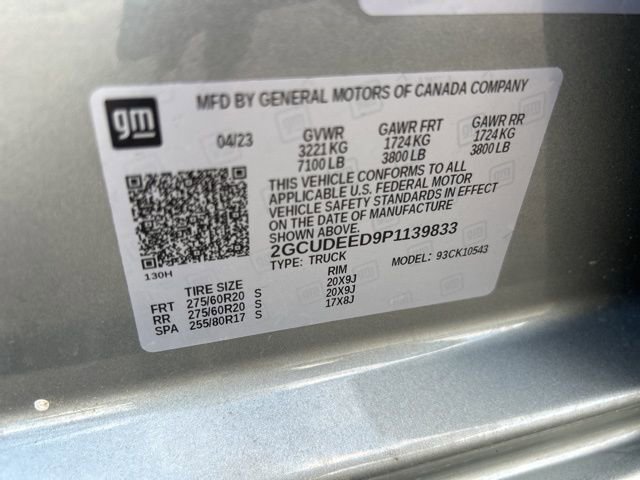 gm
MFD BY GENERAL MOTORS OF CANADA COMPANY
04/23 GVWR GAWR FRT GAWR RR
3221 KG 1724 KG 1724 KG
7100 LB 3800 LB 3800 LB
THIS VEHICLE CONFORMS TO ALL
APPLICABLE U.S. FEDERAL MOTOR
VEHICLE SAFETY STANDARDS IN EFFECT
ON THE DATE OF MANUFACTURE
SHOWN ABOVE.
2GCUDEED9P1139833
TYPE: TRUCK MODEL: 93CK10543
130H
TIRE SIZE RIM
FRT 275/60R20 S 20X9J
RR 275/60R20 S 20X9J
SPA 255/80R17 S 17X8J